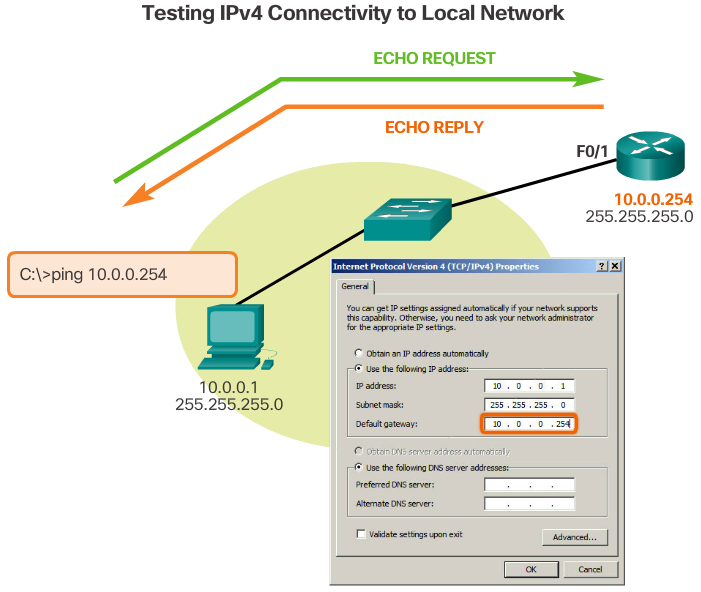 Testing IPv4 Connectivity to Local Network
ECHO REQUEST
ECHO REPLY
F0/1
10.0.0.254
255.255.255.0
C:\>ping 10.0.0.254
10.0.0.1
255.255.255.0
Internet Protocol Version 4 (TCP/IPv4) Properties
General
You can get IP settings assigned automatically if your network supports
this capability. Otherwise, you need to ask your network administrator
for the appropriate IP settings.
Obtain an IP address automatically
Use the following IP address:
IP address: 10 . 0 . 0 . 1
Subnet mask: 255 . 255 . 255 . 0
Default gateway: 10 . 0 . 0 . 254
Obtain DNS server address automatically
Use the following DNS server addresses:
Preferred DNS server: . . .
Alternate DNS server: . . .
Validate settings upon exit
Advanced...
OK Cancel